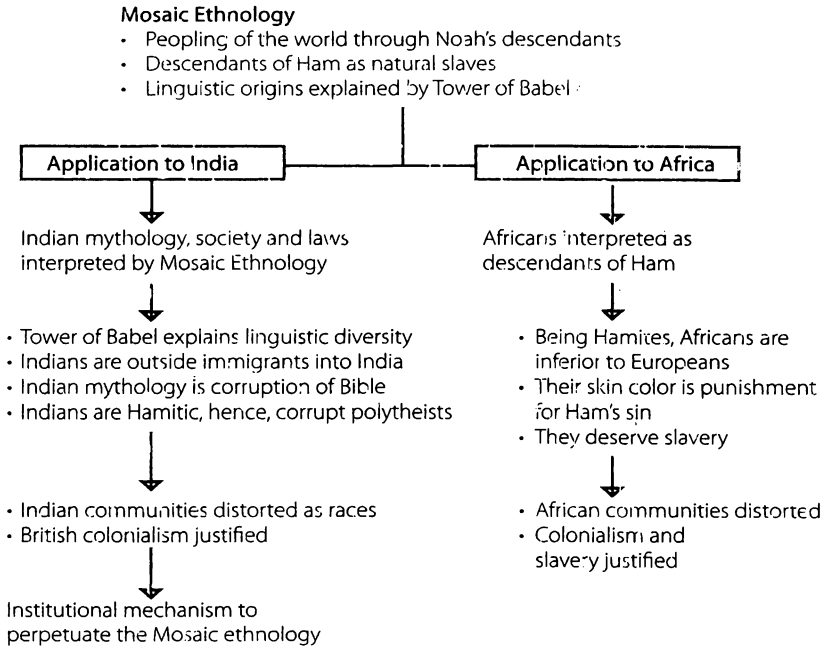 Mosaic Ethnology
· Peopling of the world through Noah's descendants
· Descendants of Ham as natural slaves
· Linguistic origins explained by Tower of Babel
Application to India
Indian mythology, society and laws
interpreted by Mosaic Ethnology
· Tower of Babel explains linguistic diversity
· Indians are outside immigrants into India
· Indian mythology is corruption of Bible
· Indians are Hamitic, hence, corrupt polytheists
· Indian communities distorted as races
· British colonialism justified
Institutional mechanism to
perpetuate the Mosaic ethnology
Application to Africa
Africans interpreted as
descendants of Ham
· Being Hamites, Africans are
inferior to Europeans
· Their skin color is punishment
for Ham's sin
· They deserve slavery
· African communities distorted
· Colonialism and
slavery justified